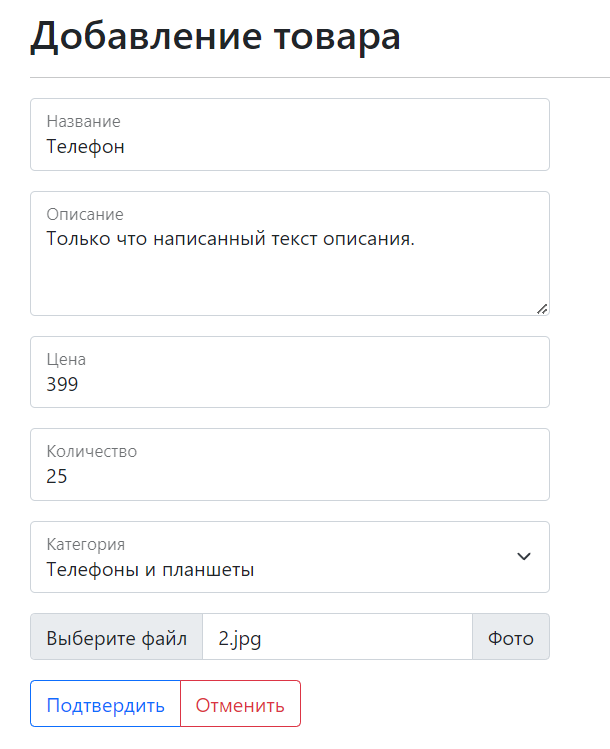 Добавление товара
Название
Телефон
Описание
Только что написанный текст описания.
Цена
399
Количество
25
Категория
Телефоны и планшеты
Выберите файл 2.jpg Фото
Подтвердить Отменить